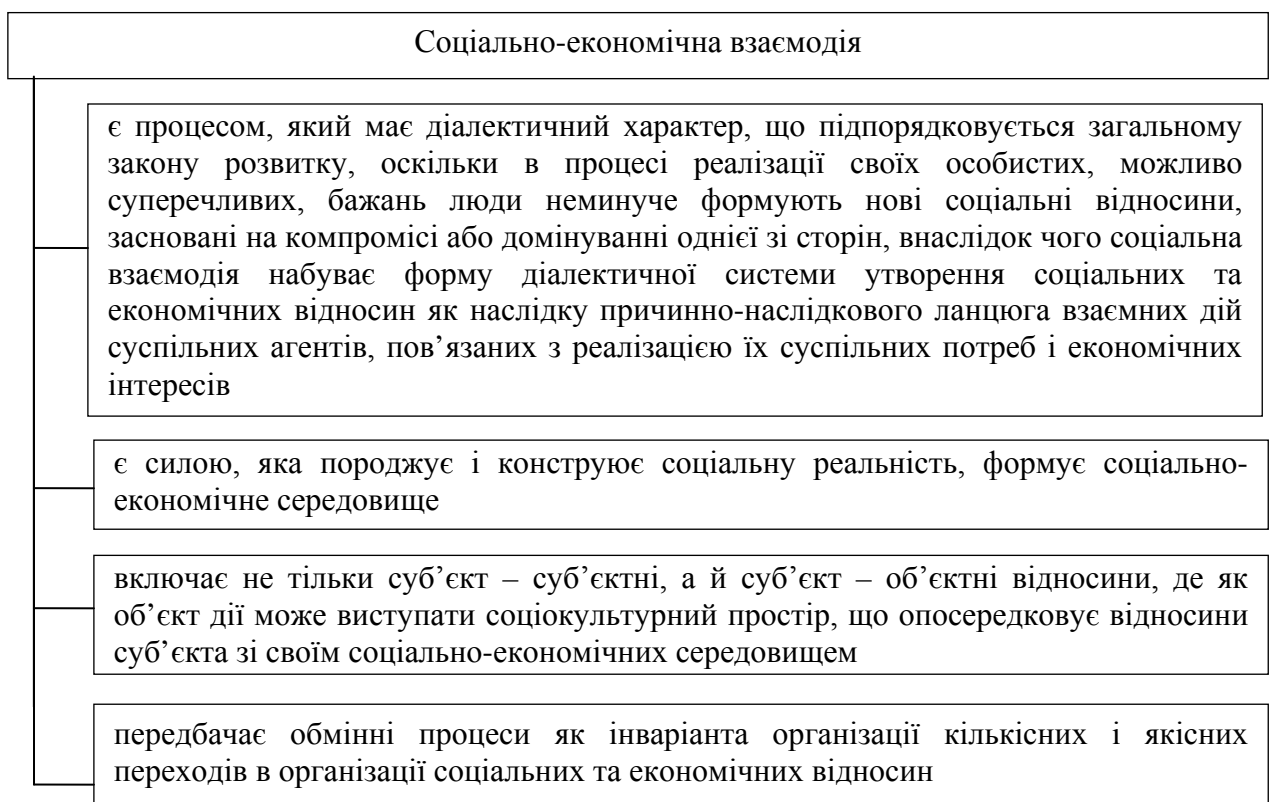 Соціально-економічна взаємодія
є процесом, який має діалектичний характер, що підпорядковується загальному
закону розвитку, оскільки в процесі реалізації своїх особистих, можливо
суперечливих, бажань люди неминуче формують нові соціальні відносини,
засновані на компромісі або домінуванні однієї зі сторін, внаслідок чого соціальна
взаємодія набуває форму діалектичної системи утворення соціальних та
економічних відносин як наслідку причинно-наслідкового ланцюга взаємних дій
суспільних агентів, пов’язаних з реалізацією їх суспільних потреб і економічних
інтересів
є силою, яка породжує і конструює соціальну реальність, формує соціально-
економічне середовище
включає не тільки суб’єкт – суб’єктні, а й суб’єкт – об’єктні відносини, де як
об’єкт дії може виступати соціокультурний простір, що опосередковує відносини
суб’єкта зі своїм соціально-економічних середовищем
передбачає обмінні процеси як інваріанта організації кількісних і якісних
переходів в організації соціальних та економічних відносин